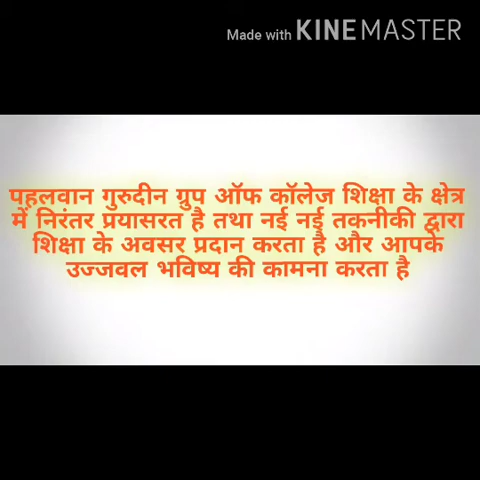 Made with KINEMASTER
पहलवान गुरुदीन ग्रुप ऑफ कॉलेज शिक्षा के क्षेत्र
में निरंतर प्रयासरत है तथा नई नई तकनीकी द्वारा
शिक्षा के अवसर प्रदान करता है और आपके
उज्जवल भविष्य की कामना करता है